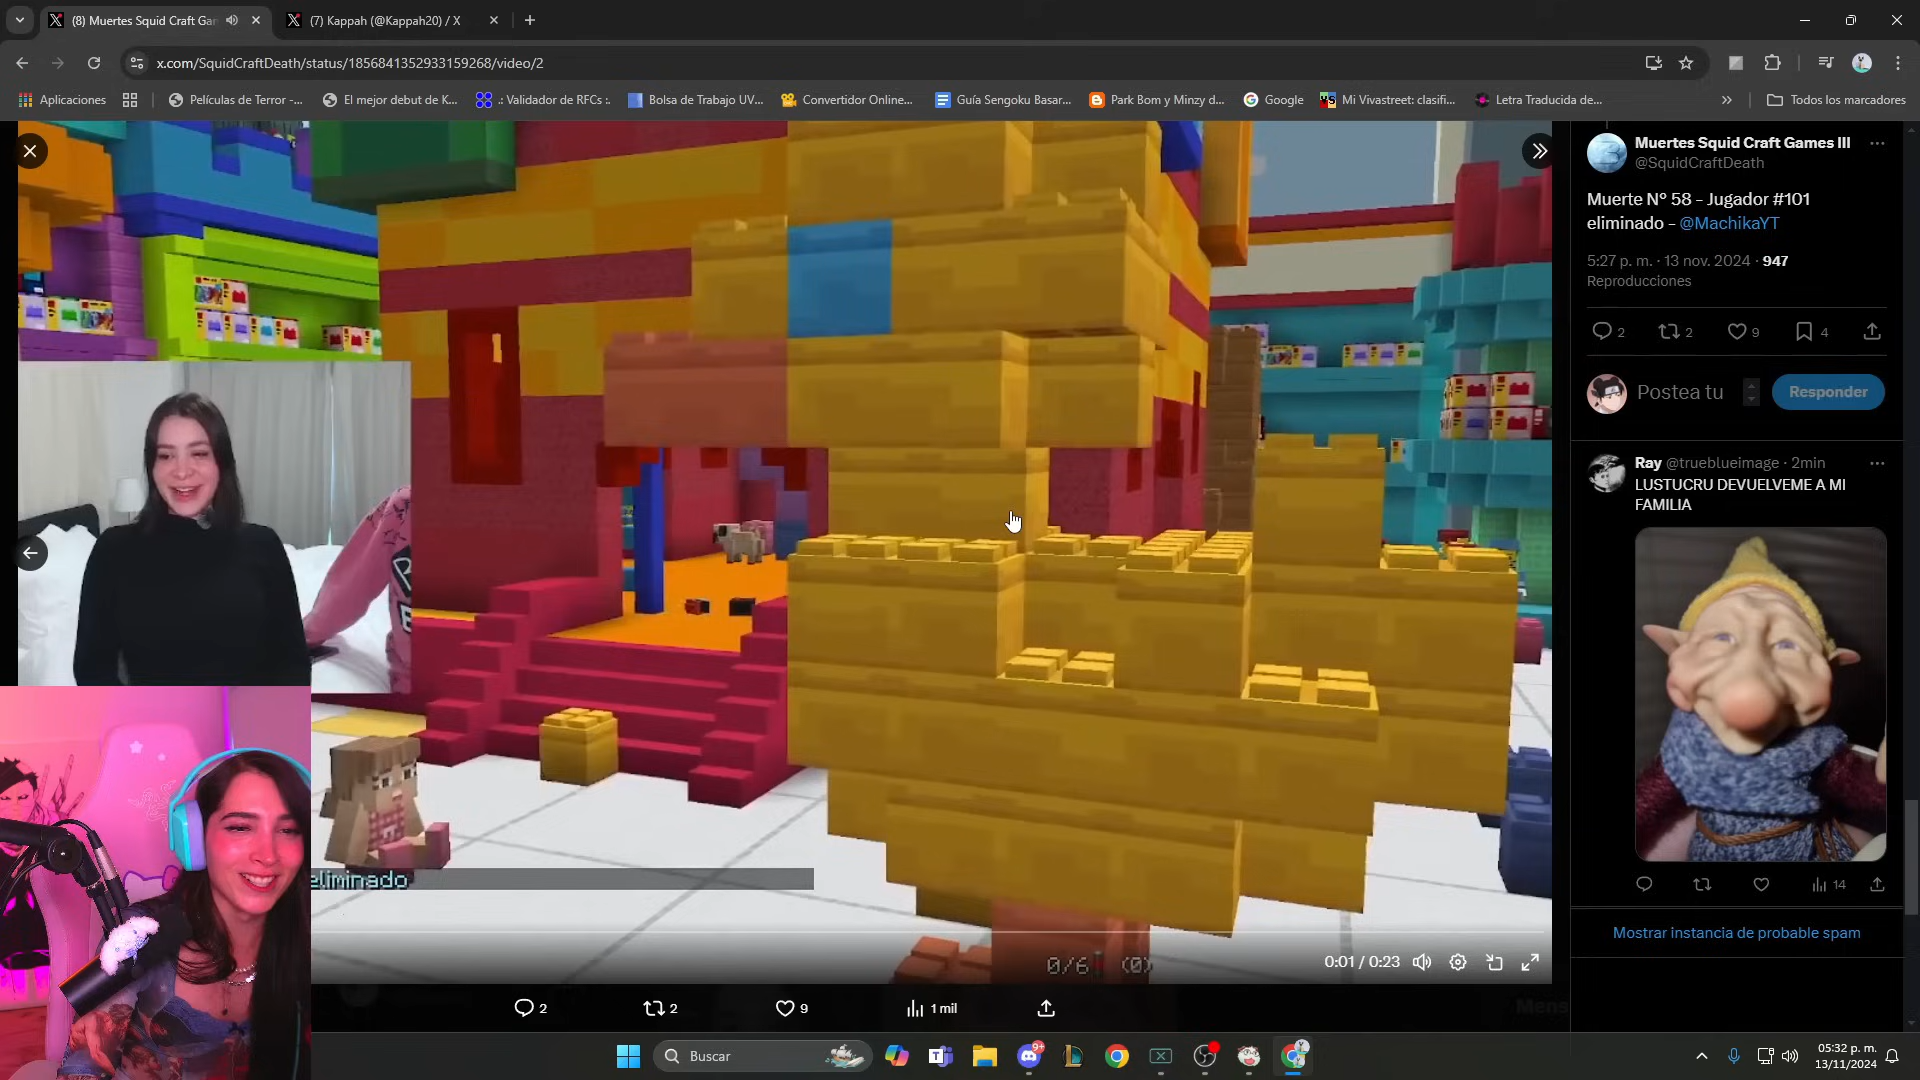 (8) Muertes Squid Craft Gar
(7) Kappah (@Kappah20) / X
x.com/SquidCraftDeath/status/1856841352933159268/video/2
Aplicaciones
Películas de Terror -...
El mejor debut de K...
.: Validador de RFCs :.
Bolsa de Trabajo UV...
Convertidor Online...
Guía Sengoku Basar...
Park Bom y Minzy d...
Google
Mi Vivastreet: clasifi...
Letra Traducida de...
Todos los marcadores
Muertes Squid Craft Games III
@SquidCraftDeath
Muerte Nº 58 - Jugador #101
eliminado - @MachikaYT
5:27 p. m. · 13 nov. 2024 · 947
Reproducciones
2
2
9
4
Postea tu
Responder
Ray @trueblueimage · 2min
LUSTUCRU DEVUELVEME A MI
FAMILIA
14
Mostrar instancia de probable spam
eliminado
0/6 (0)
0:01 / 0:23
2
2
9
1 mil
Mens
Buscar
9+
05:32 p. m.
13/11/2024